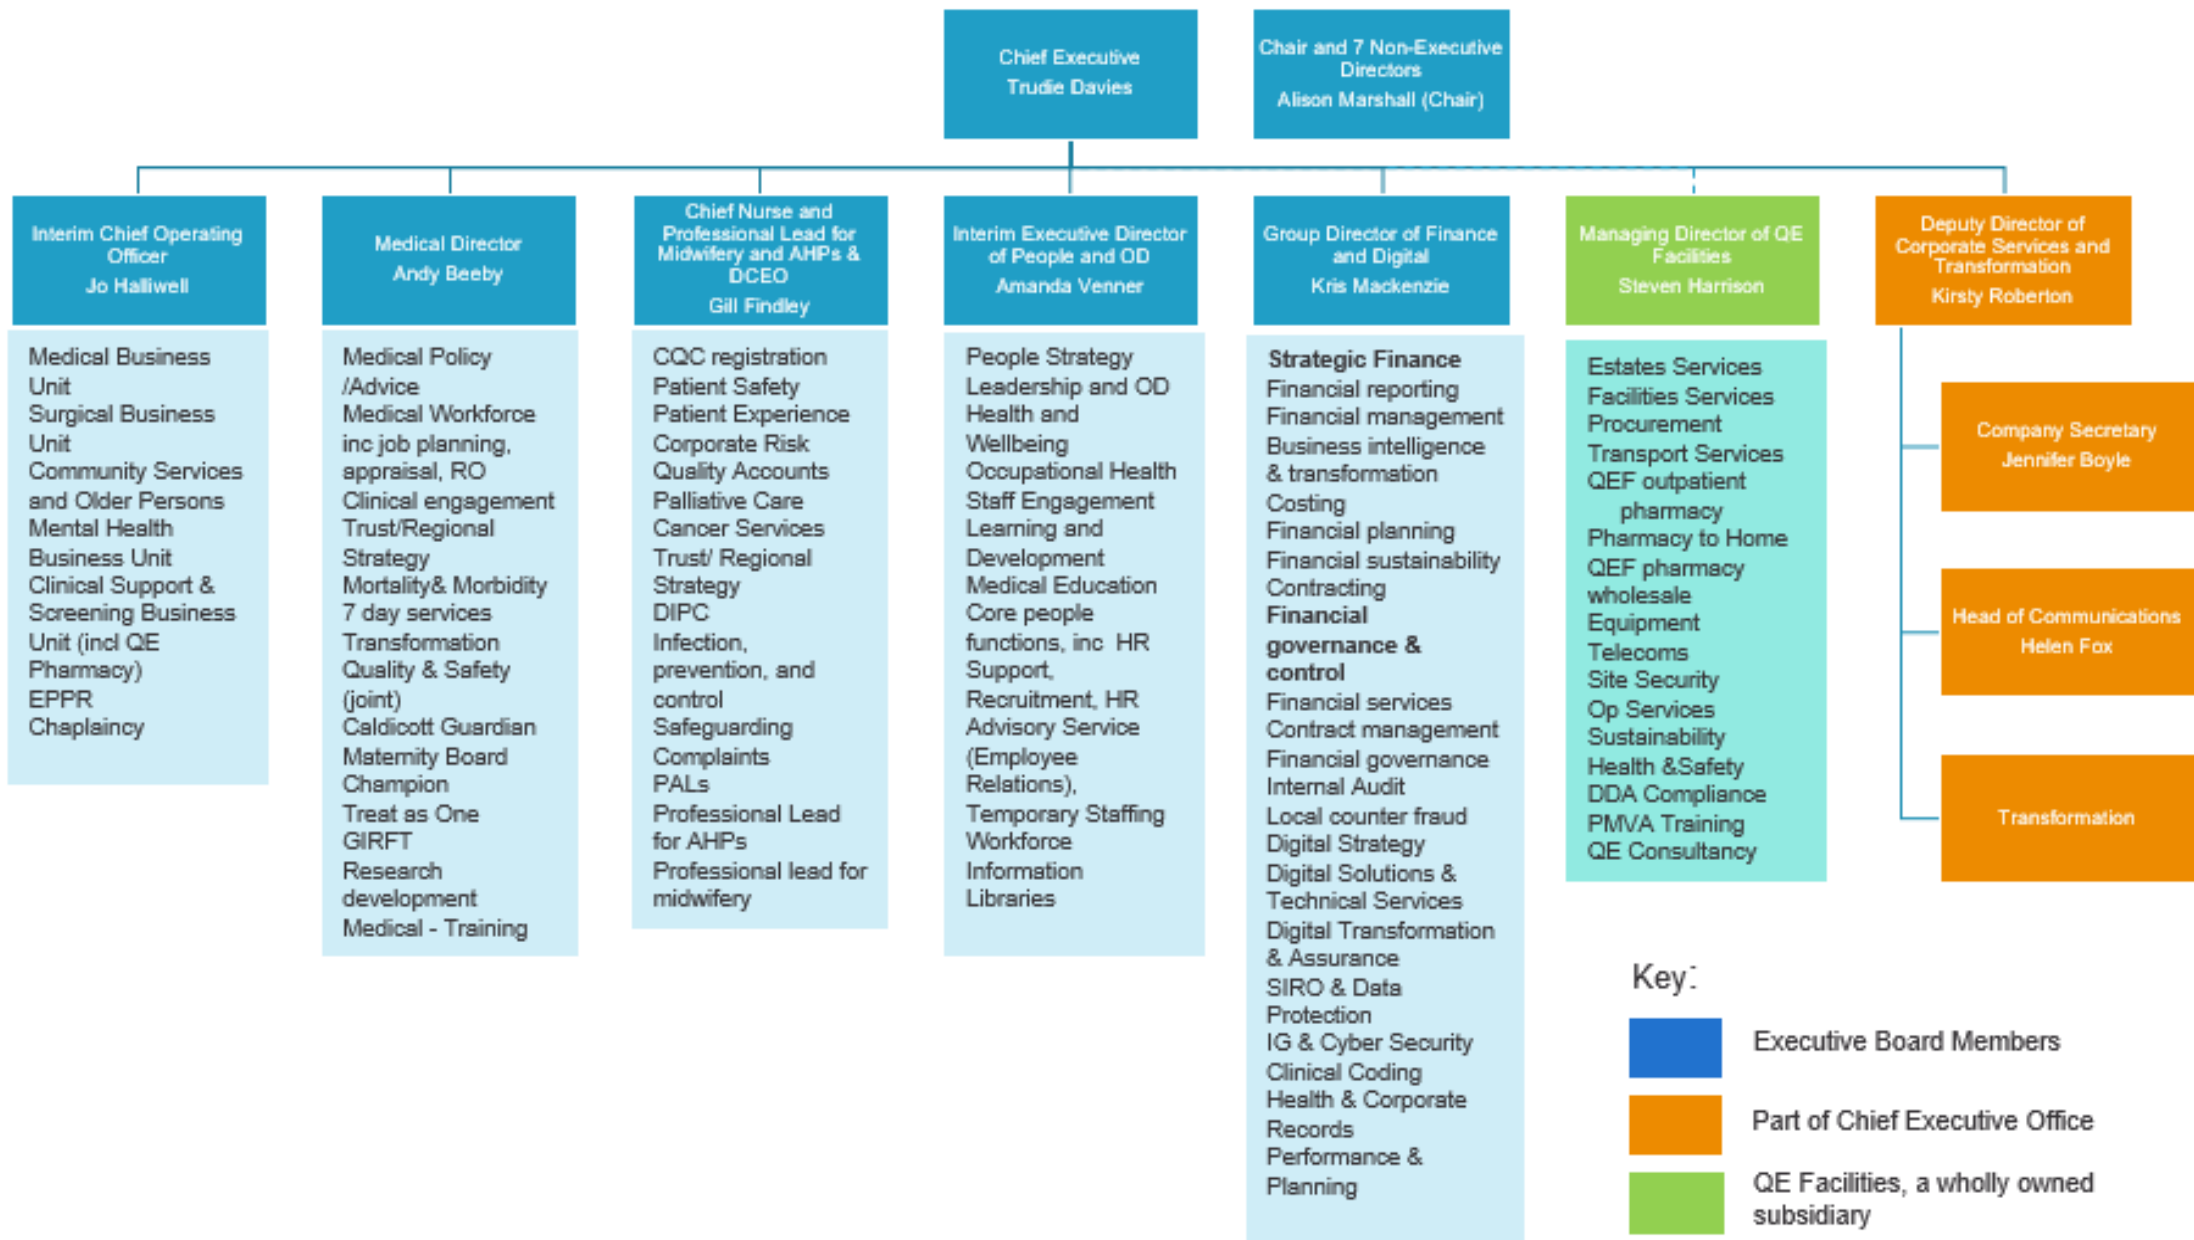 Chief Executive
Trudie Davies
Chair and 7 Non-Executive
Directors
Alison Marshall (Chair)
Interim Chief Operating
Officer
Jo Halliwell
Medical Business
Unit
Surgical Business
Unit
Community Services
and Older Persons
Mental Health
Business Unit
Clinical Support &
Screening Business
Unit (incl QE
Pharmacy)
EPPR
Chaplaincy
Medical Director
Andy Beeby
Medical Policy
/Advice
Medical Workforce
inc job planning,
appraisal, RO
Clinical engagement
Trust/Regional
Strategy
Mortality& Morbidity
7 day services
Transformation
Quality & Safety
(joint)
Caldicott Guardian
Maternity Board
Champion
Treat as One
GIRFT
Research
development
Medical - Training
Chief Nurse and
Professional Lead for
Midwifery and AHPs &
DCEO
Gill Findley
CQC registration
Patient Safety
Patient Experience
Corporate Risk
Quality Accounts
Palliative Care
Cancer Services
Trust/ Regional
Strategy
DIPC
Infection,
prevention, and
control
Safeguarding
Complaints
PALs
Professional Lead
for AHPs
Professional lead for
midwifery
Interim Executive Director
of People and OD
Amanda Venner
People Strategy
Leadership and OD
Health and
Wellbeing
Occupational Health
Staff Engagement
Learning and
Development
Medical Education
Core people
functions, inc HR
Support,
Recruitment, HR
Advisory Service
(Employee
Relations),
Temporary Staffing
Workforce
Information
Libraries
Group Director of Finance
and Digital
Kris Mackenzie
Strategic Finance
Financial reporting
Financial management
Business intelligence
& transformation
Costing
Financial planning
Financial sustainability
Contracting
Financial
governance &
control
Financial services
Contract management
Financial governance
Internal Audit
Local counter fraud
Digital Strategy
Digital Solutions &
Technical Services
Digital Transformation
& Assurance
SIRO & Data
Protection
IG & Cyber Security
Clinical Coding
Health & Corporate
Records
Performance &
Planning
Managing Director of QE
Facilities
Steven Harrison
Estates Services
Facilities Services
Procurement
Transport Services
QEF outpatient
pharmacy
Pharmacy to Home
QEF pharmacy
wholesale
Equipment
Telecoms
Site Security
Op Services
Sustainability
Health &Safety
DDA Compliance
PMVA Training
QE Consultancy
Deputy Director of
Corporate Services and
Transformation
Kirsty Roberton
Company Secretary
Jennifer Boyle
Head of Communications
Helen Fox
Transformation
Key:
Executive Board Members
Part of Chief Executive Office
QE Facilities, a wholly owned
subsidiary